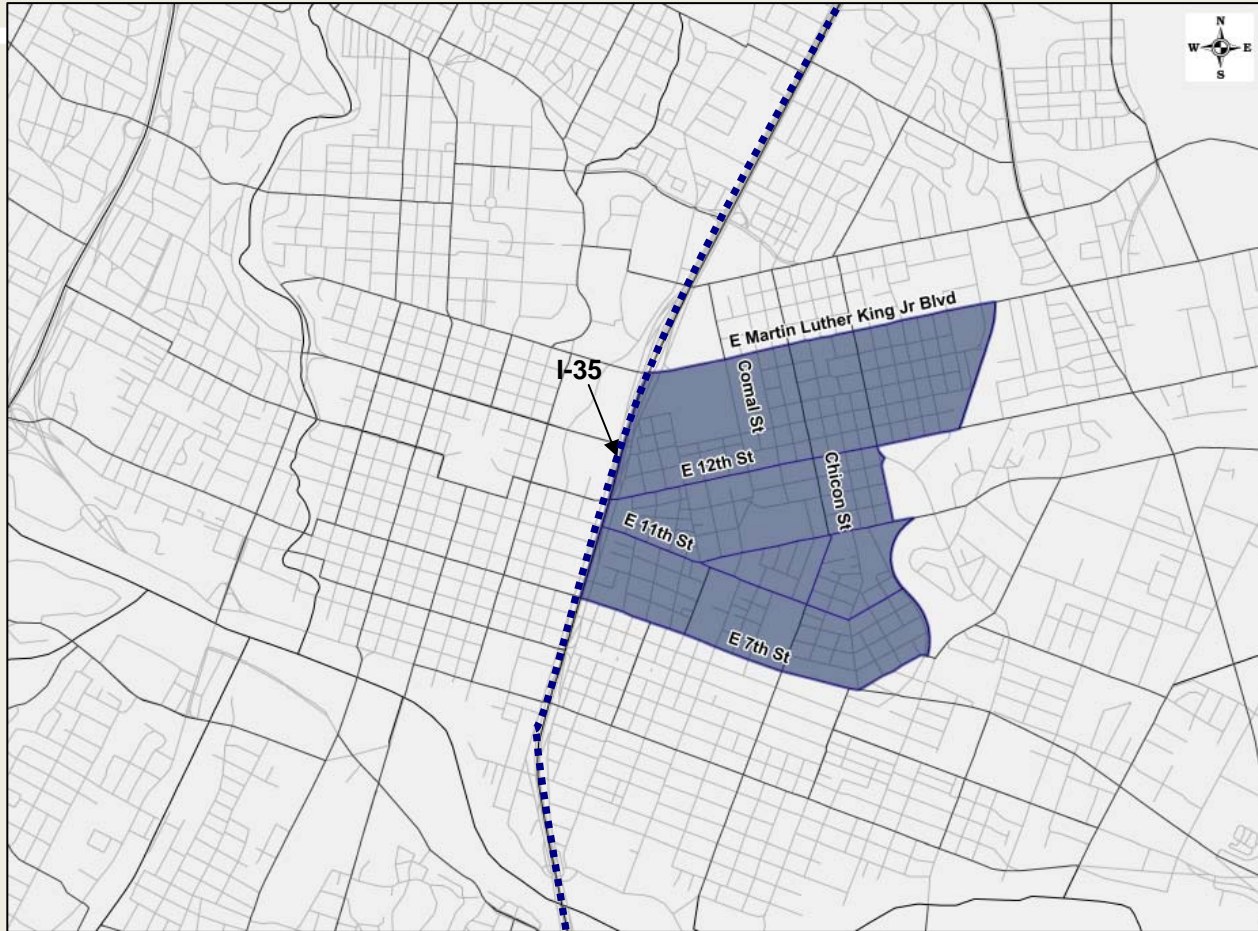 N
W E
S
E Martin Luther King Jr Blvd
I-35
Comal St
E 12th St
Chicon St
E 11th St
E 7th St